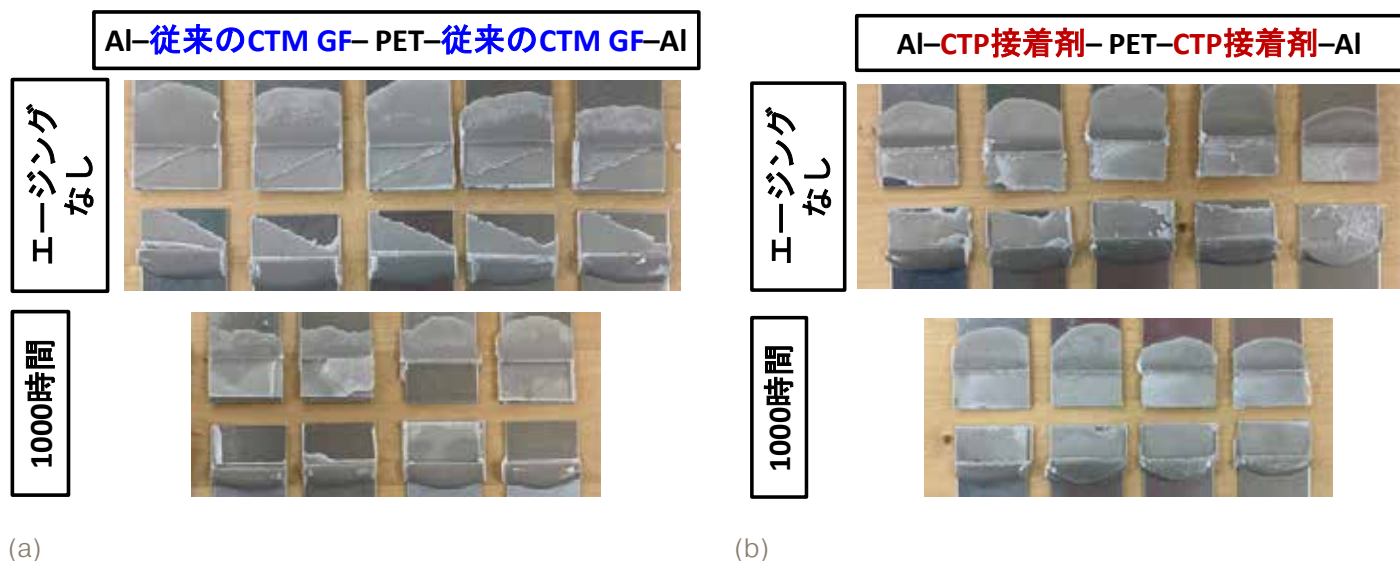 Al–従来のCTM GF– PET–従来のCTM GF–Al
エージング
なし
1000時間
(a)
Al–CTP接着剤– PET–CTP接着剤–Al
エージング
なし
1000時間
(b)